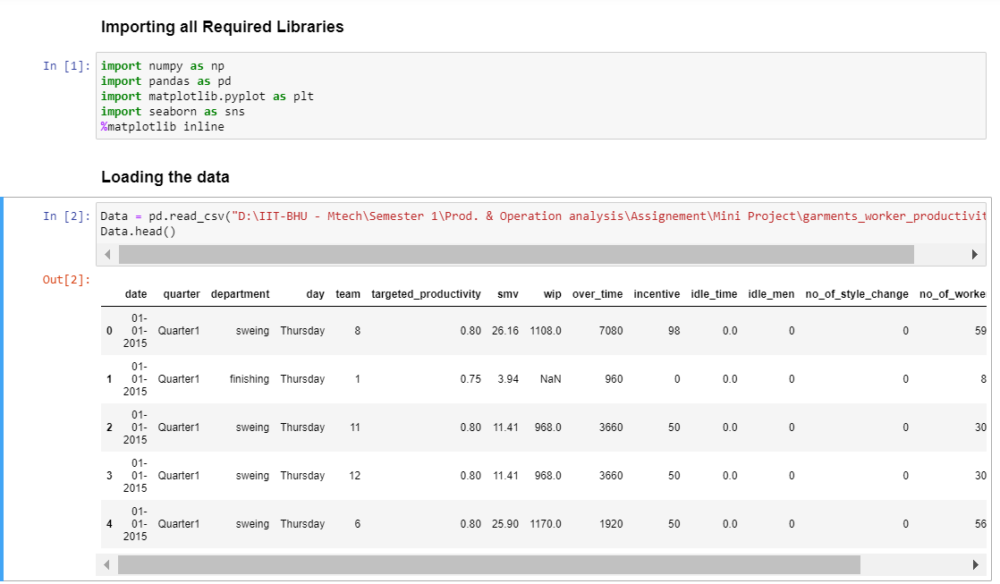 Importing all Required Libraries
In [1]: import numpy as np
import pandas as pd
import matplotlib.pyplot as plt
import seaborn as sns
%matplotlib inline
Loading the data
In [2]: Data = pd.read_csv("D:\IIT-BHU - Mtech\Semester 1\Prod. & Operation analysis\Assignement\Mini Project\garments_worker_productivit
Data.head()
Out[2]:
date quarter department day team targeted_productivity smv wip over_time incentive idle_time idle_men no_of_style_change no_of_worke
0 01-01-2015 Quarter1 sweing Thursday 8 0.80 26.16 1108.0 7080 98 0.0 0 0 59
1 01-01-2015 Quarter1 finishing Thursday 1 0.75 3.94 NaN 960 0 0.0 0 0 8
2 01-01-2015 Quarter1 sweing Thursday 11 0.80 11.41 968.0 3660 50 0.0 0 0 30
3 01-01-2015 Quarter1 sweing Thursday 12 0.80 11.41 968.0 3660 50 0.0 0 0 30
4 01-01-2015 Quarter1 sweing Thursday 6 0.80 25.90 1170.0 1920 50 0.0 0 0 56